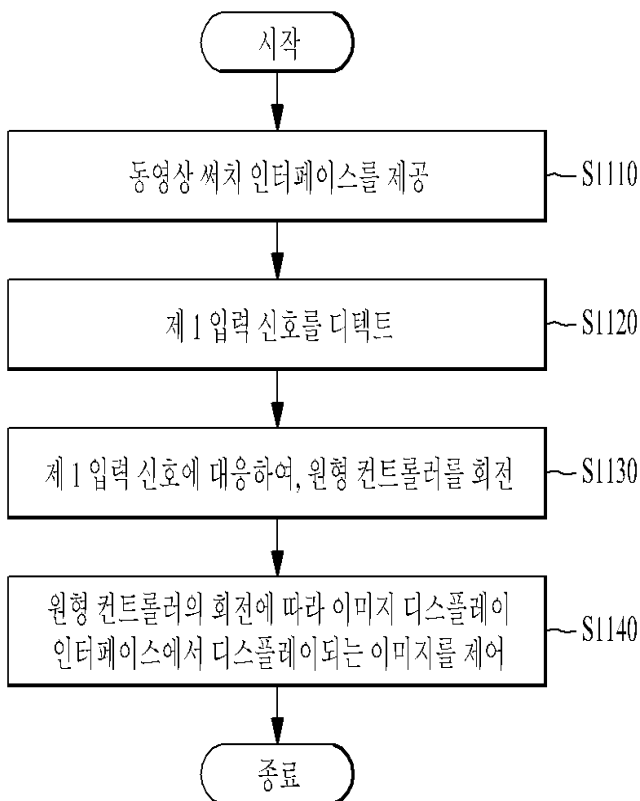 시작
동영상 써치 인터페이스를 제공
S1110
제 1 입력 신호를 디텍트
S1120
제 1 입력 신호에 대응하여, 원형 컨트롤러를 회전
S1130
원형 컨트롤러의 회전에 따라 이미지 디스플레이
인터페이스에서 디스플레이되는 이미지를 제어
S1140
종료